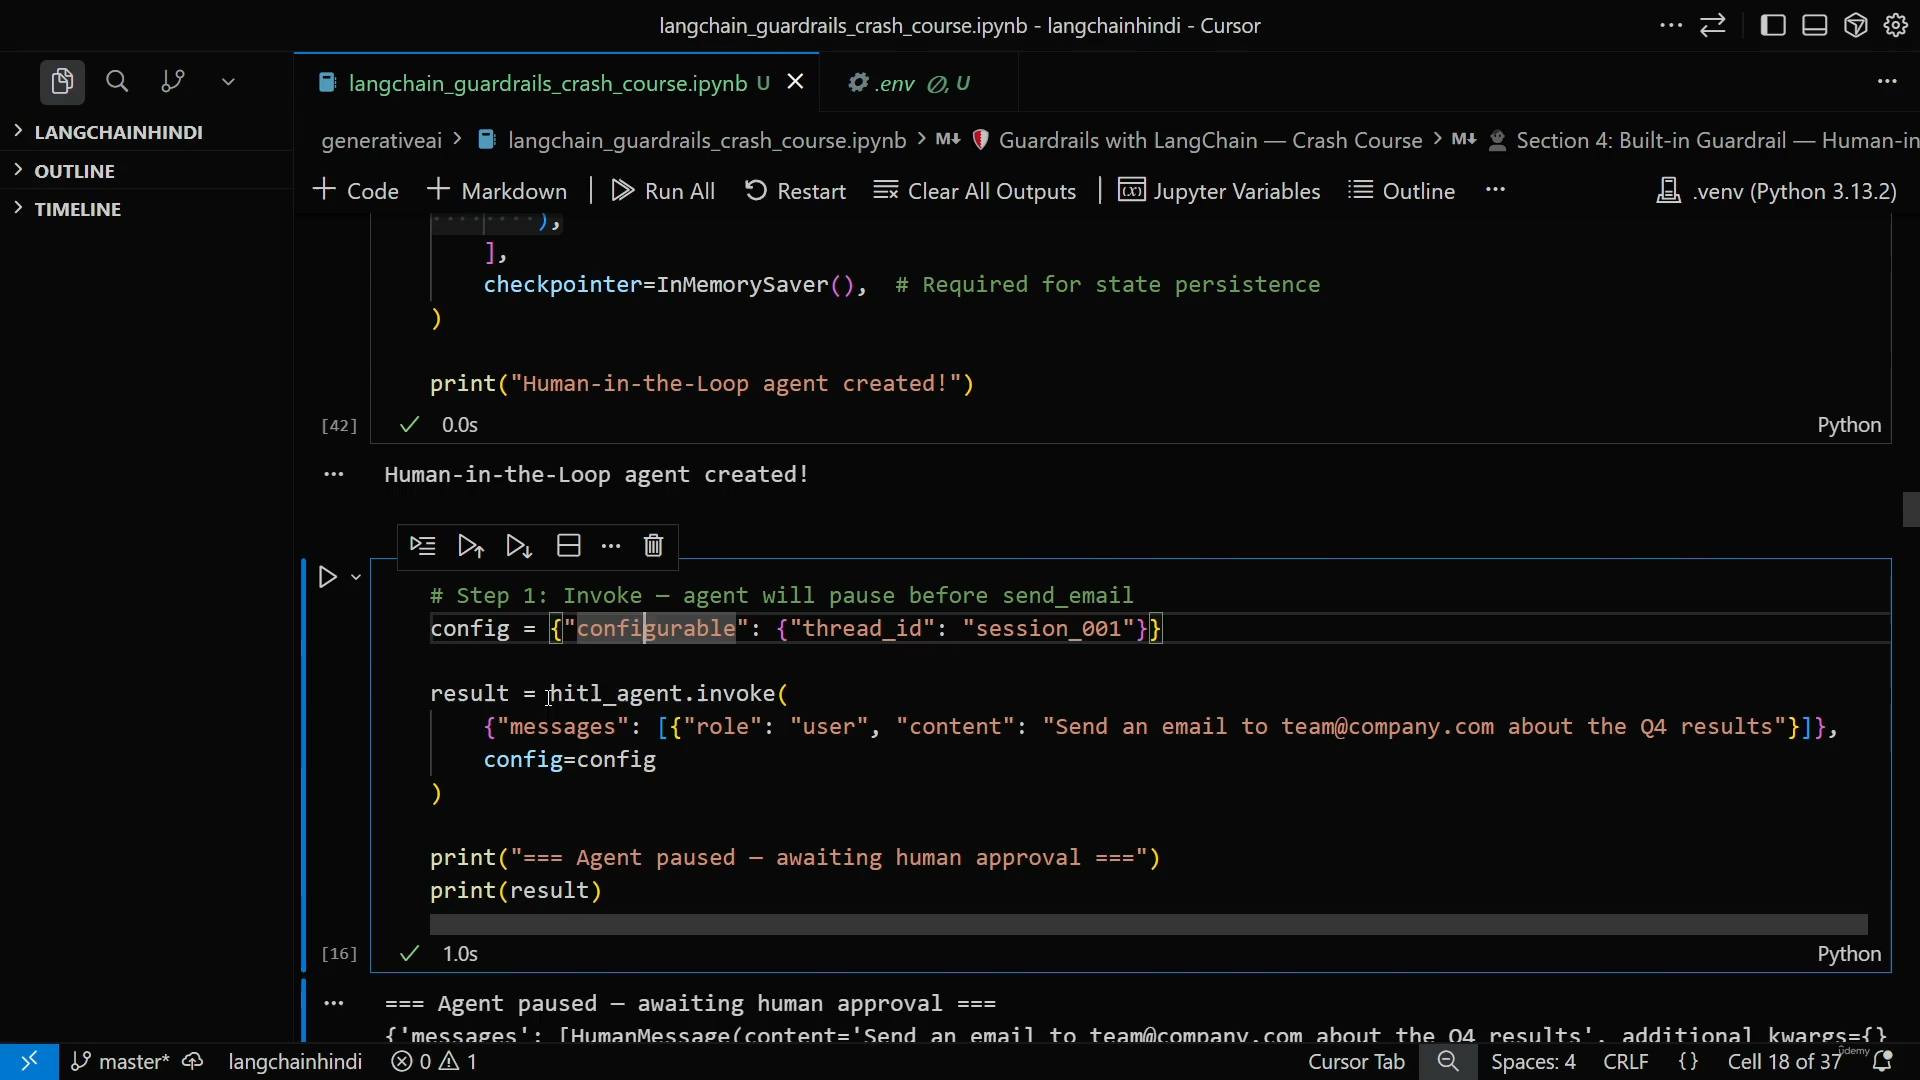 langchain_guardrails_crash_course.ipynb - langchainhindi - Cursor
langchain_guardrails_crash_course.ipynb U
.env
U
LANGCHAINHINDI
OUTLINE
TIMELINE
generativeai > langchain_guardrails_crash_course.ipynb > M↓ Guardrails with LangChain — Crash Course > M↓ Section 4: Built-in Guardrail — Human-in
+ Code + Markdown | Run All Restart Clear All Outputs | Jupyter Variables Outline ... .venv (Python 3.13.2)
),
],
checkpointer=InMemorySaver(), # Required for state persistence
)
print("Human-in-the-Loop agent created!")
[42] ✓ 0.0s Python
Human-in-the-Loop agent created!
# Step 1: Invoke — agent will pause before send_email
config = {"configurable": {"thread_id": "session_001"}}
result = hitl_agent.invoke(
{"messages": [{"role": "user", "content": "Send an email to team@company.com about the Q4 results"}]},
config=config
)
print("=== Agent paused — awaiting human approval ===")
print(result)
[16] ✓ 1.0s Python
=== Agent paused — awaiting human approval ===
{'messages': [HumanMessage(content='Send an email to team@company.com about the Q4 results', additional_kwargs={}
master* langchainhindi 0 1 Cursor Tab Spaces: 4 CRLF {} Cell 18 of 37
udemy